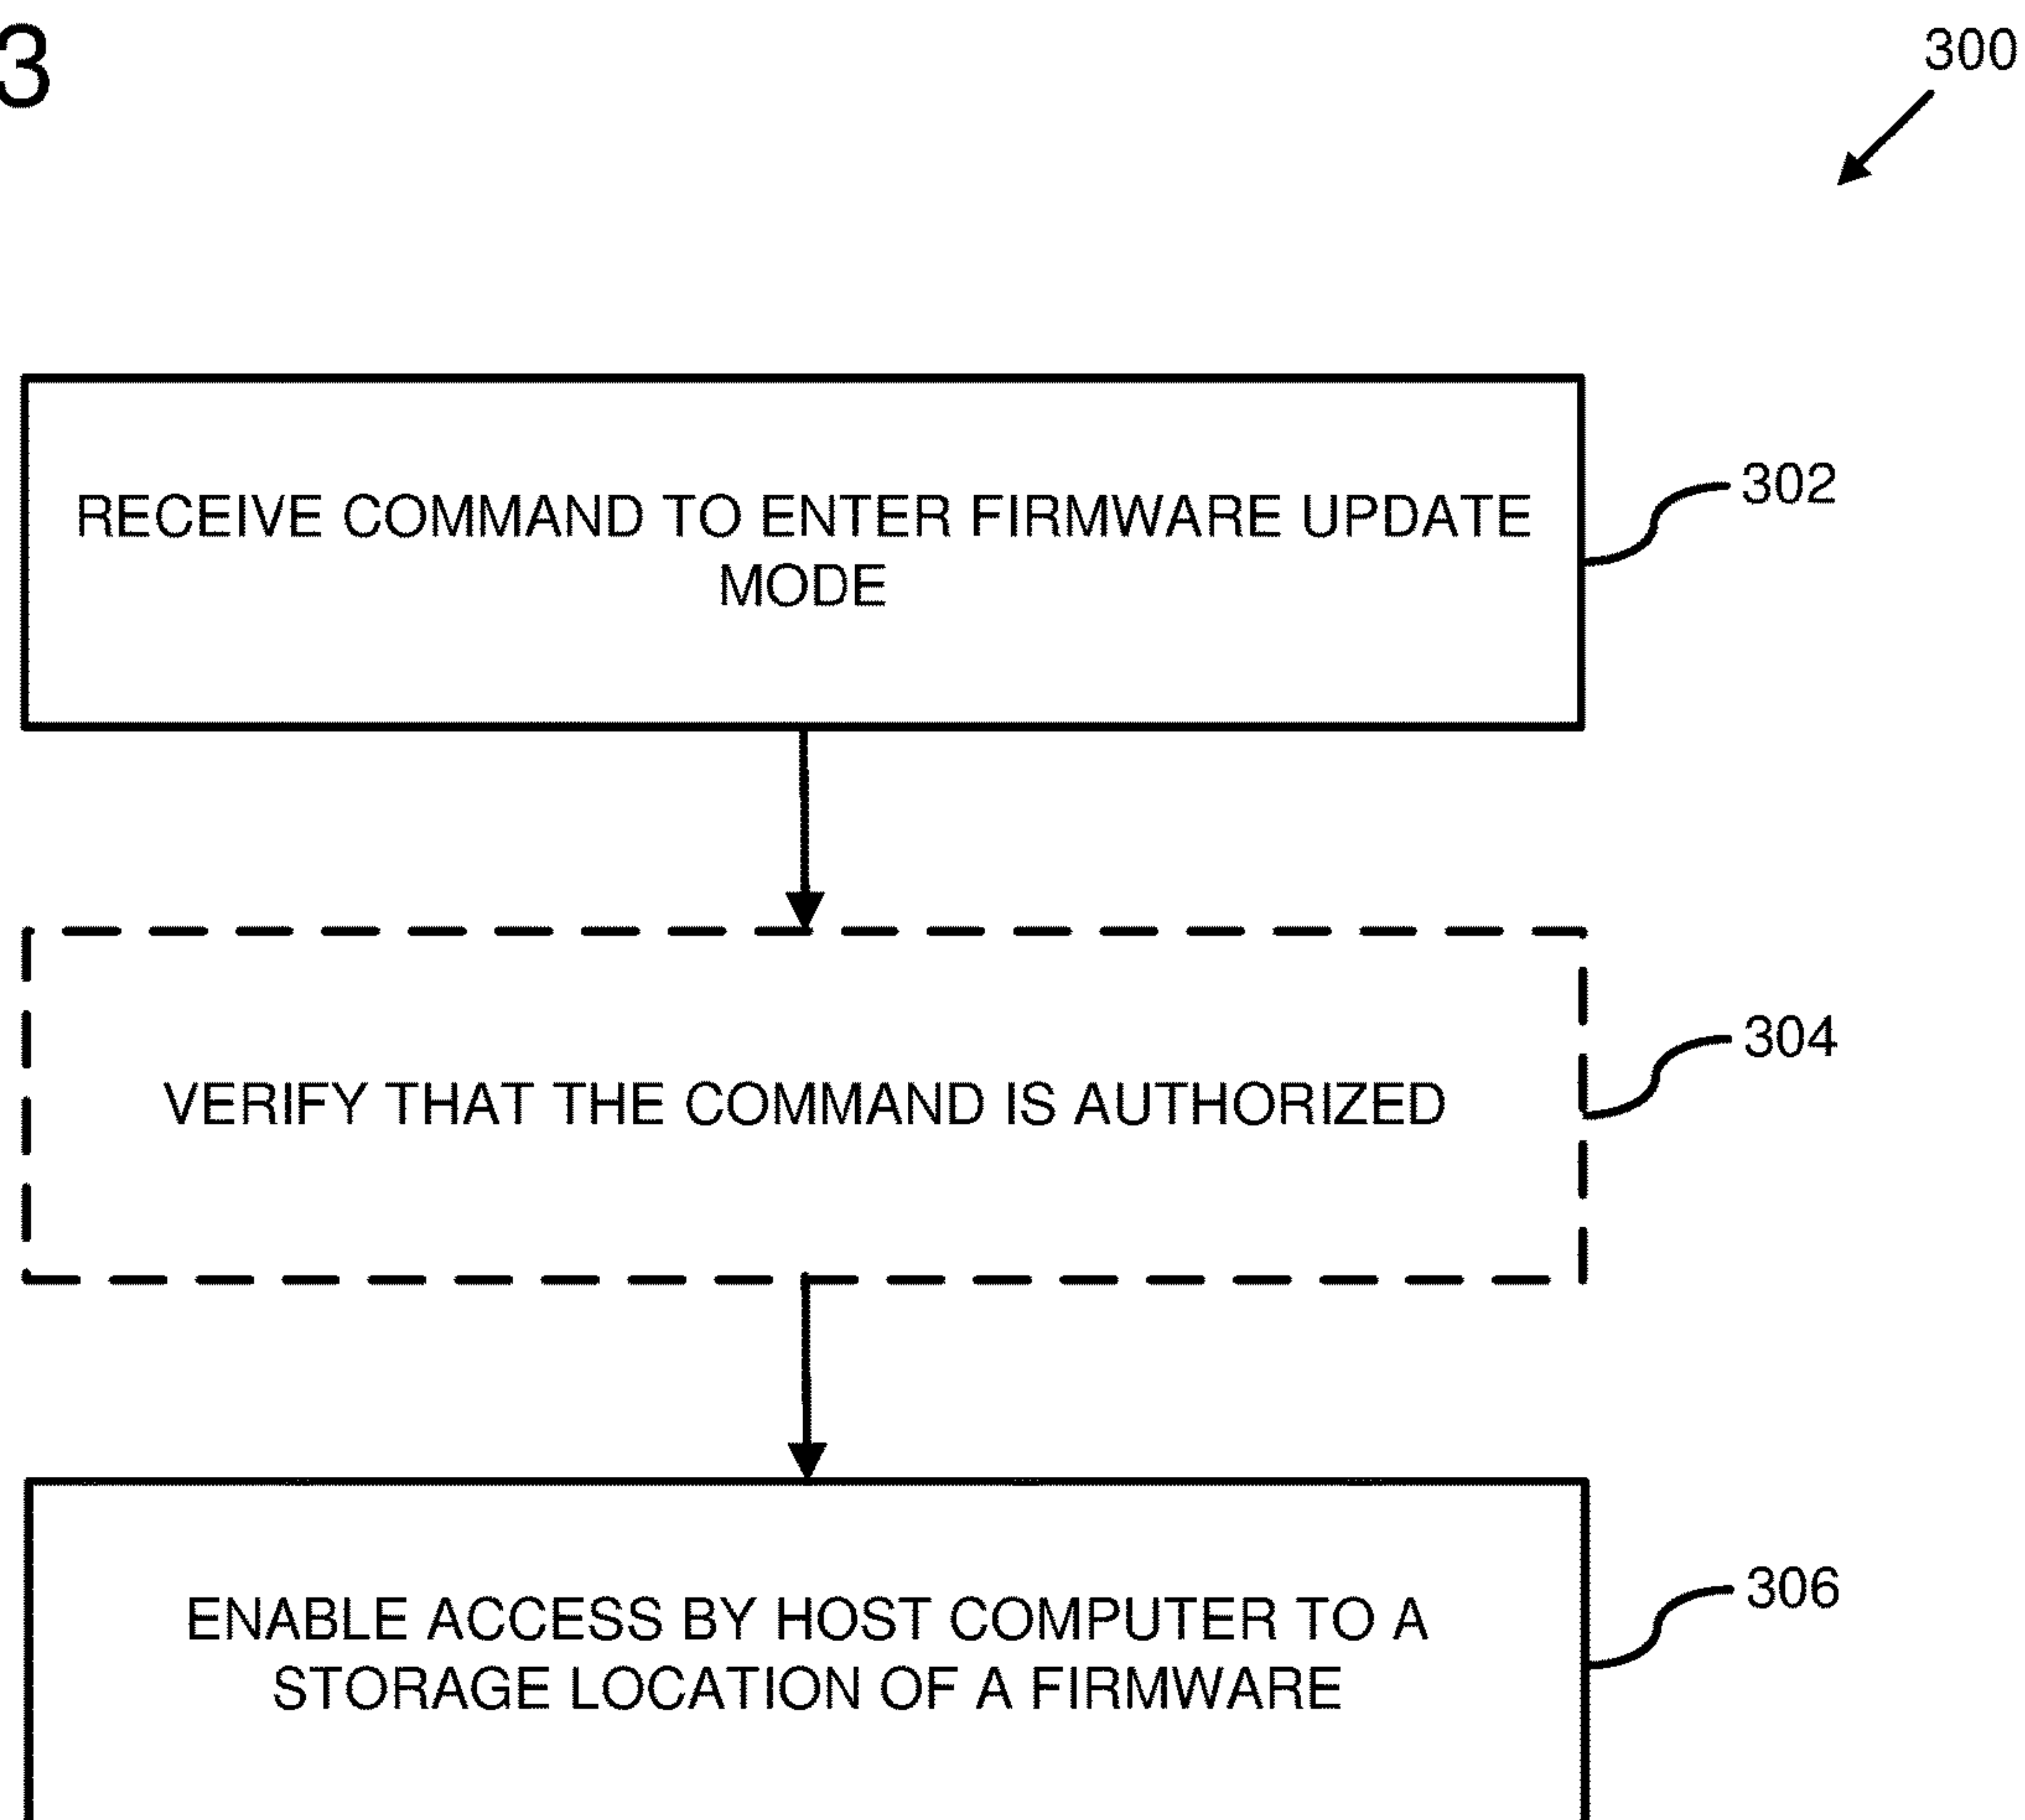 3
300
RECEIVE COMMAND TO ENTER FIRMWARE UPDATE
MODE
302
VERIFY THAT THE COMMAND IS AUTHORIZED
304
ENABLE ACCESS BY HOST COMPUTER TO A
STORAGE LOCATION OF A FIRMWARE
306